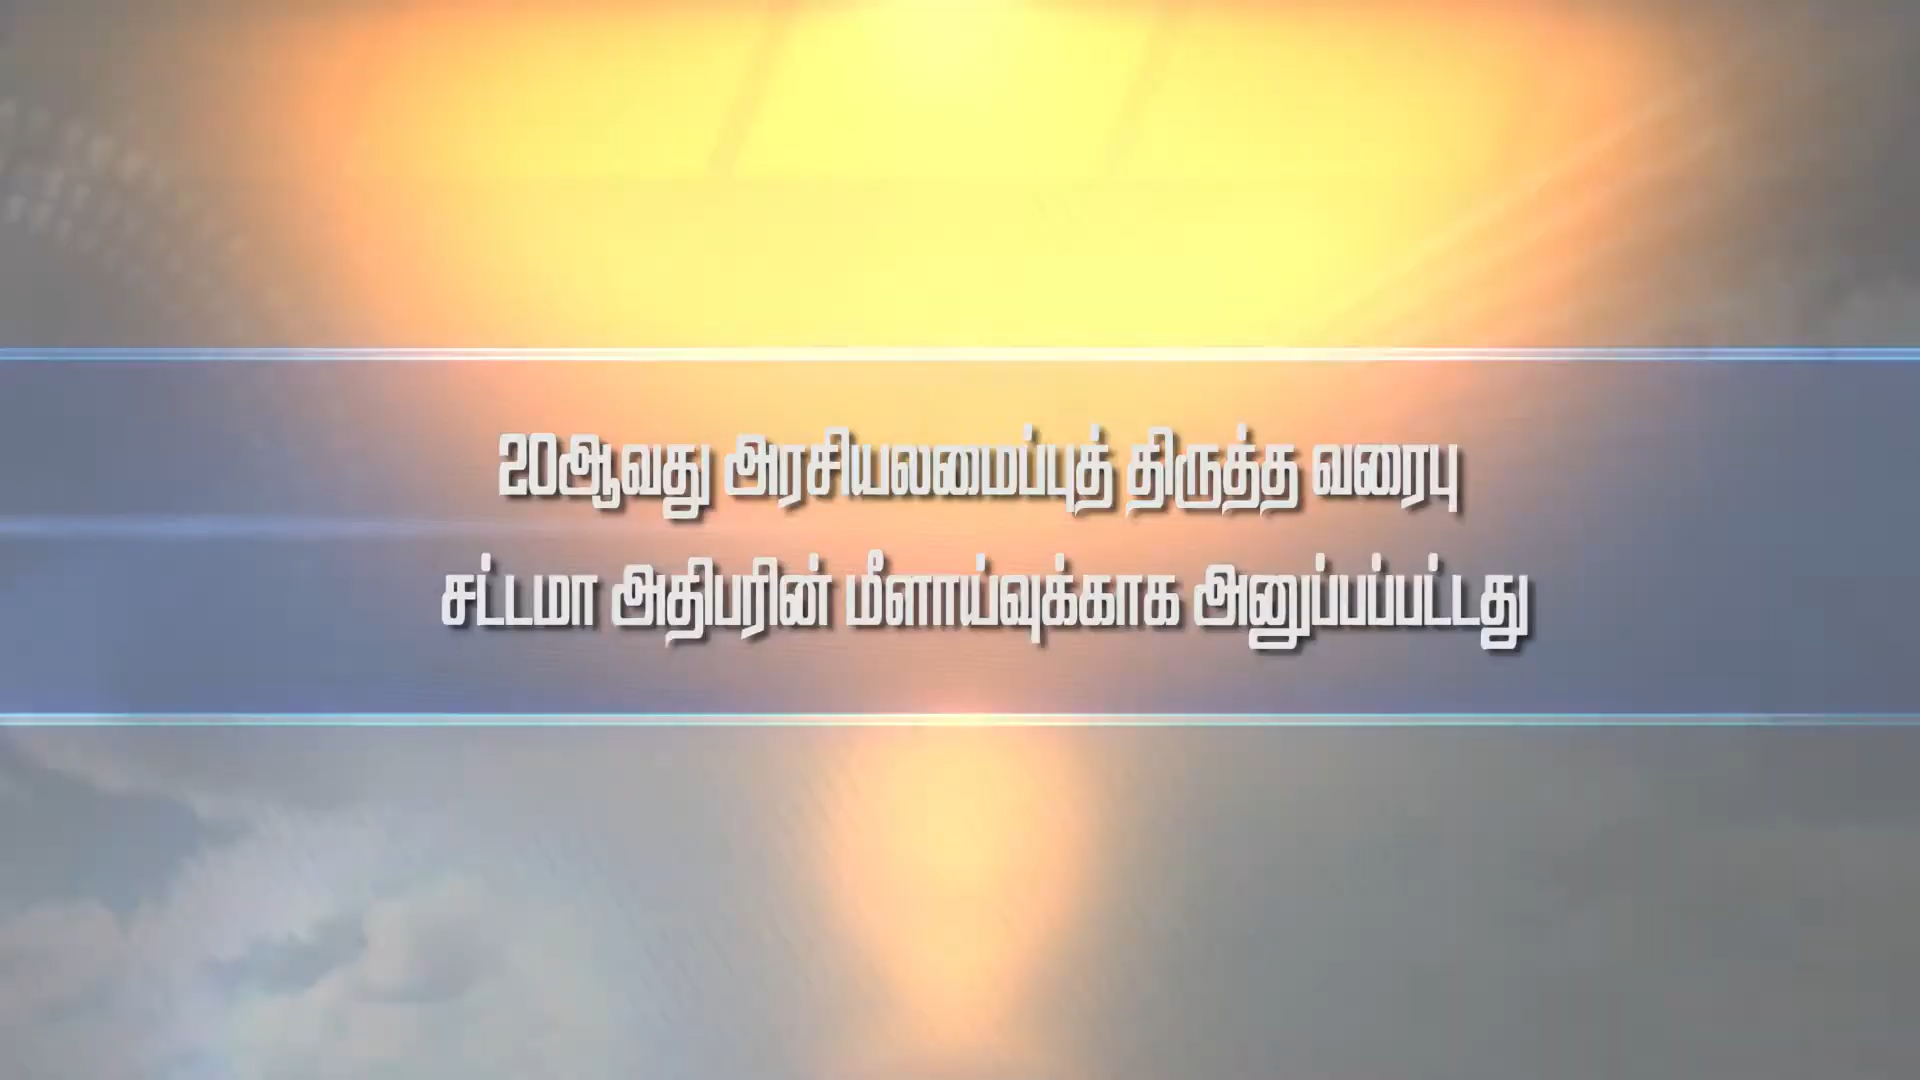 20ஆவது அரசியலமைப்புத் திருத்த வரைபு
சட்டமா அதிபரின் மீளாய்வுக்காக அனுப்பப்பட்டது